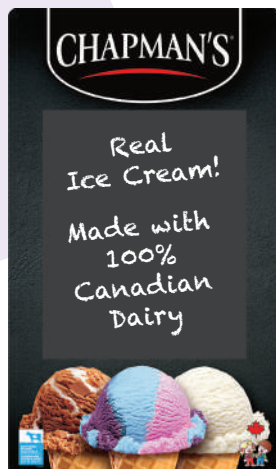 CHAPMAN'S
Real
Ice Cream!
Made with
100%
Canadian
Dairy